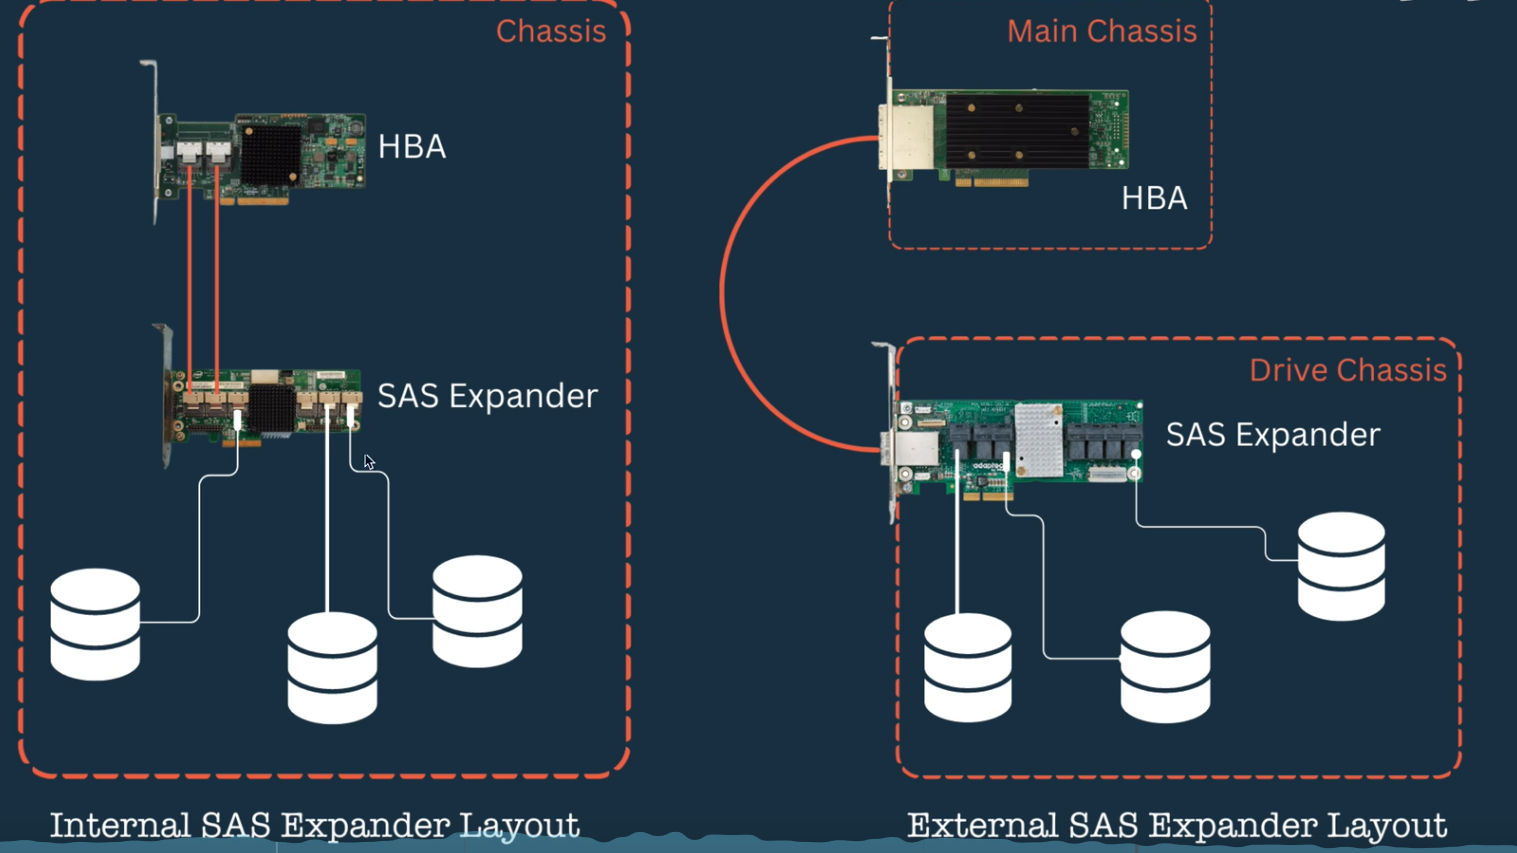 Chassis
HBA
SAS Expander
Internal SAS Expander Layout
Main Chassis
HBA
Drive Chassis
SAS Expander
adaptec
External SAS Expander Layout